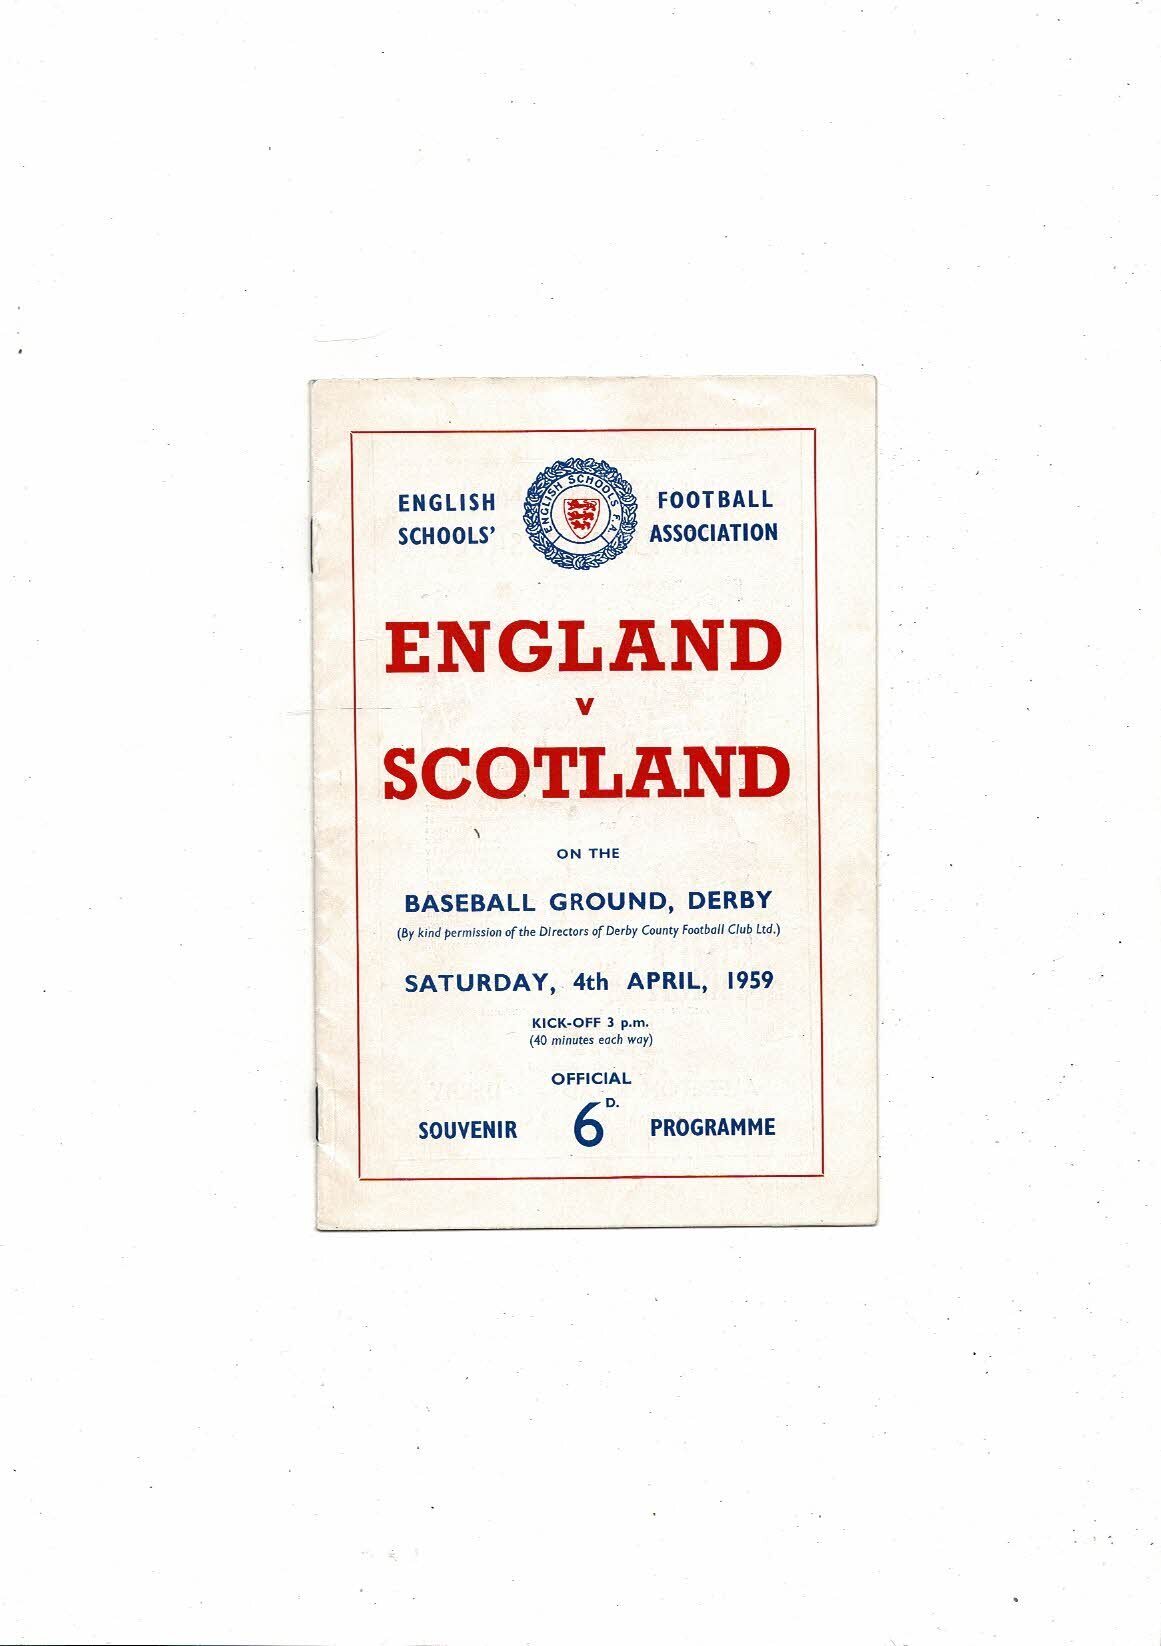 ENGLISH SCHOOLS'
ENGLISH SCHOOLS F.A.
FOOTBALL ASSOCIATION
ENGLAND
v
SCOTLAND
ON THE
BASEBALL GROUND, DERBY
(By kind permission of the Directors of Derby County Football Club Ltd.)
SATURDAY, 4th APRIL, 1959
KICK-OFF 3 p.m.
(40 minutes each way)
OFFICIAL
SOUVENIR 6D. PROGRAMME